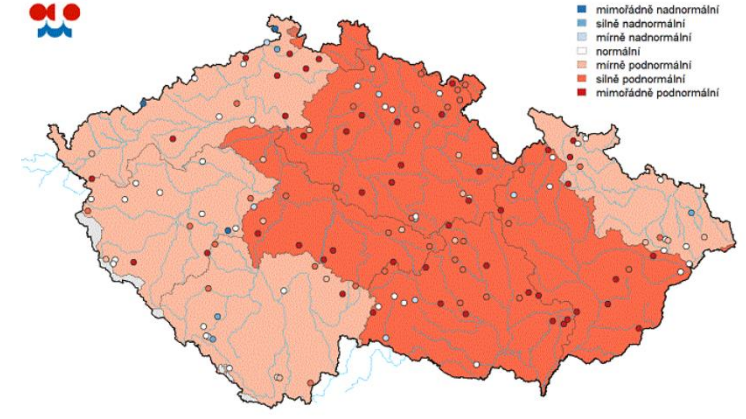 mimořádně nadnormální
silně nadnormální
mírně nadnormální
normální
mírně podnormální
silně podnormální
mimořádně podnormální